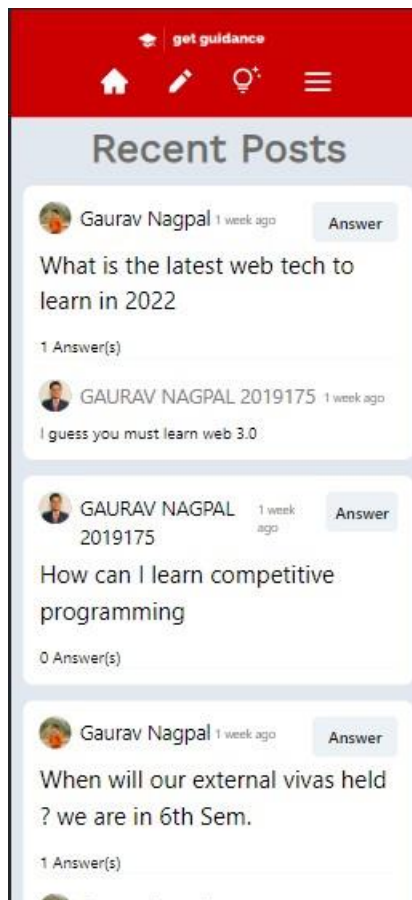 get guidance
Recent Posts
Gaurav Nagpal 1 week ago Answer
What is the latest web tech to
learn in 2022
1 Answer(s)
GAURAV NAGPAL 2019175 1 week ago
I guess you must learn web 3.0
GAURAV NAGPAL 1 week Answer
2019175 ago
How can I learn competitive
programming
0 Answer(s)
Gaurav Nagpal 1 week ago Answer
When will our external vivas held
? we are in 6th Sem.
1 Answer(s)